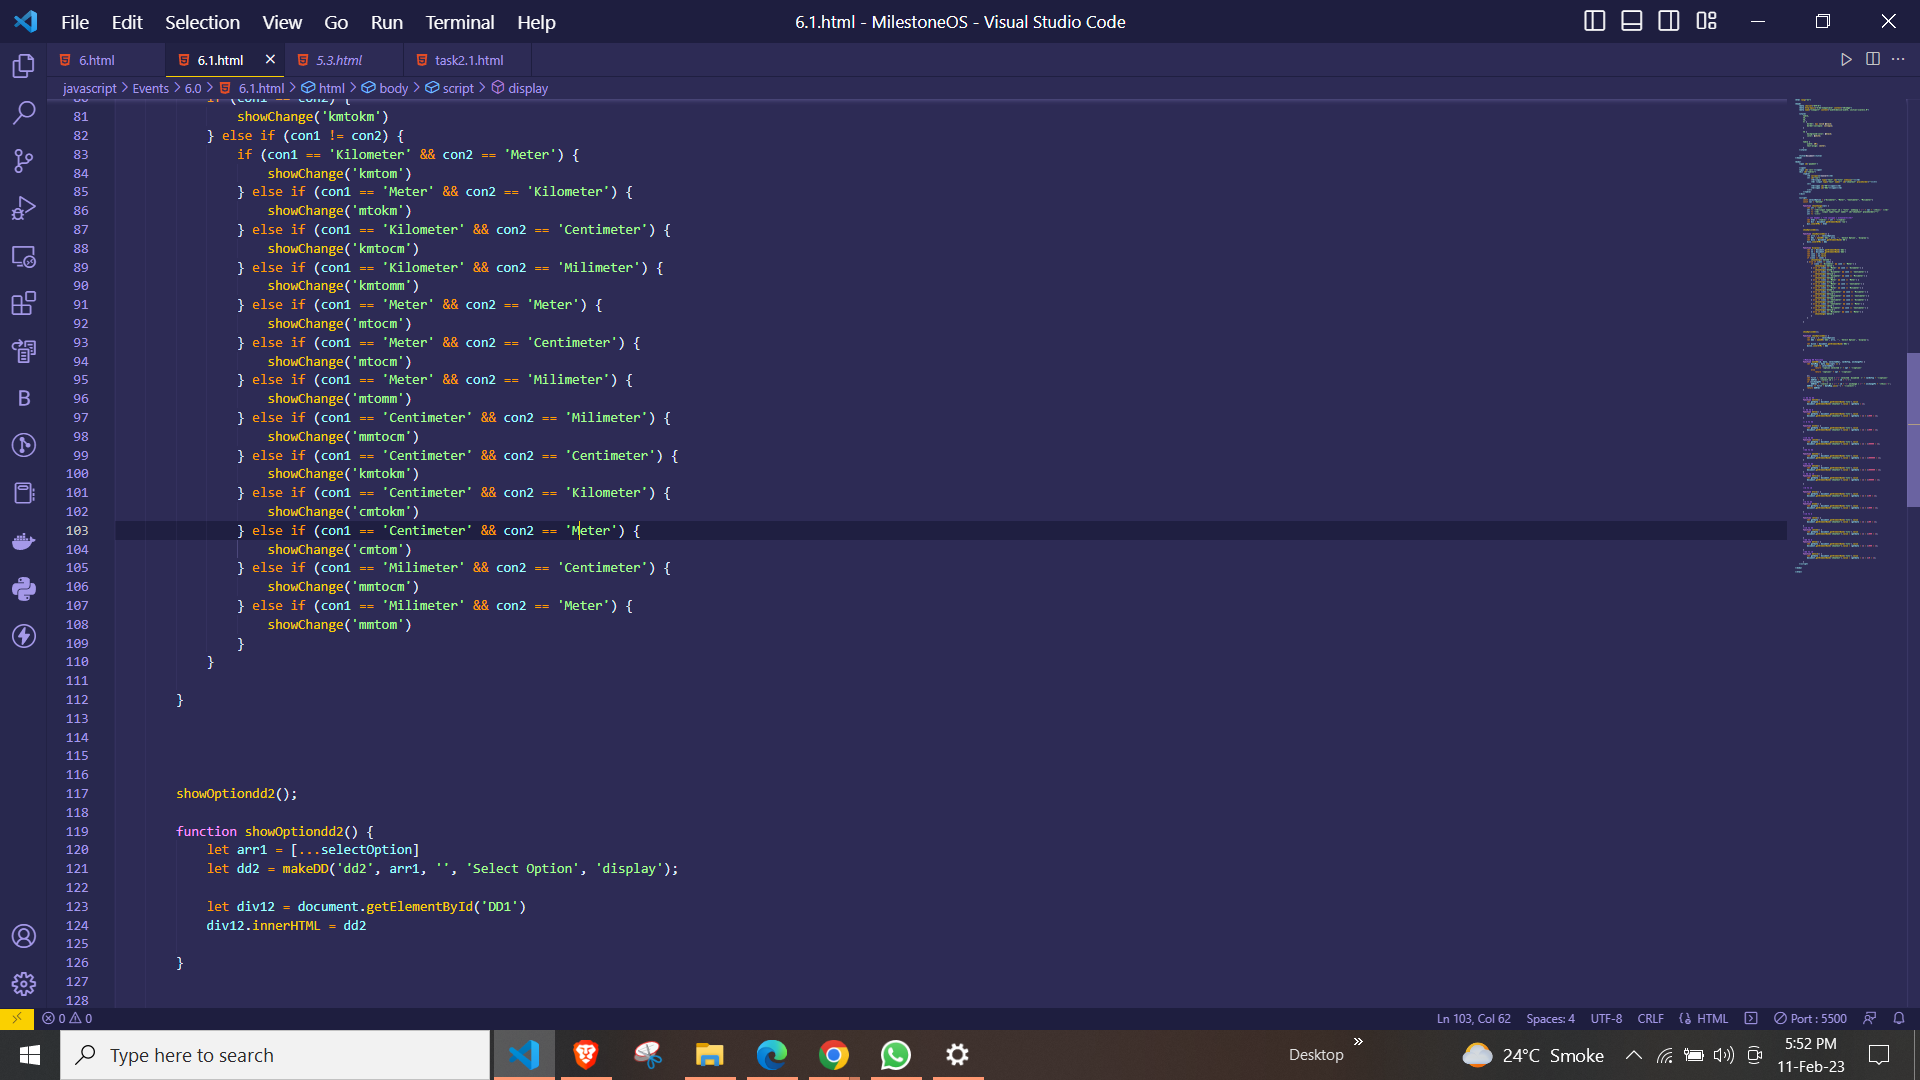 File Edit Selection View Go Run Terminal Help
6.1.html - MilestoneOS - Visual Studio Code
6.html
6.1.html
5.3.html
task2.1.html
javascript > Events > 6.0 > 6.1.html > html > body > script > display
81 showChange('kmtokm')
82 } else if (con1 != con2) {
83 if (con1 == 'Kilometer' && con2 == 'Meter') {
84 showChange('kmtom')
85 } else if (con1 == 'Meter' && con2 == 'Kilometer') {
86 showChange('mtokm')
87 } else if (con1 == 'Kilometer' && con2 == 'Centimeter') {
88 showChange('kmtocm')
89 } else if (con1 == 'Kilometer' && con2 == 'Milimeter') {
90 showChange('kmtomm')
91 } else if (con1 == 'Meter' && con2 == 'Meter') {
92 showChange('mtocm')
93 } else if (con1 == 'Meter' && con2 == 'Centimeter') {
94 showChange('mtocm')
95 } else if (con1 == 'Meter' && con2 == 'Milimeter') {
96 showChange('mtomm')
97 } else if (con1 == 'Centimeter' && con2 == 'Milimeter') {
98 showChange('mmtocm')
99 } else if (con1 == 'Centimeter' && con2 == 'Centimeter') {
100 showChange('kmtokm')
101 } else if (con1 == 'Centimeter' && con2 == 'Kilometer') {
102 showChange('cmtokm')
103 } else if (con1 == 'Centimeter' && con2 == 'Meter') {
104 showChange('cmtom')
105 } else if (con1 == 'Milimeter' && con2 == 'Centimeter') {
106 showChange('mmtocm')
107 } else if (con1 == 'Milimeter' && con2 == 'Meter') {
108 showChange('mmtom')
109 }
110 }
111
112 }
113
114
115
116
117 showOptiondd2();
118
119 function showOptiondd2() {
120 let arr1 = [...selectOption]
121 let dd2 = makeDD('dd2', arr1, '', 'Select Option', 'display');
122
123 let div12 = document.getElementById('DD1')
124 div12.innerHTML = dd2
125
126 }
127
128
0 0
Ln 103, Col 62 Spaces: 4 UTF-8 CRLF HTML Port : 5500
Type here to search
Desktop
24°C Smoke
5:52 PM
11-Feb-23